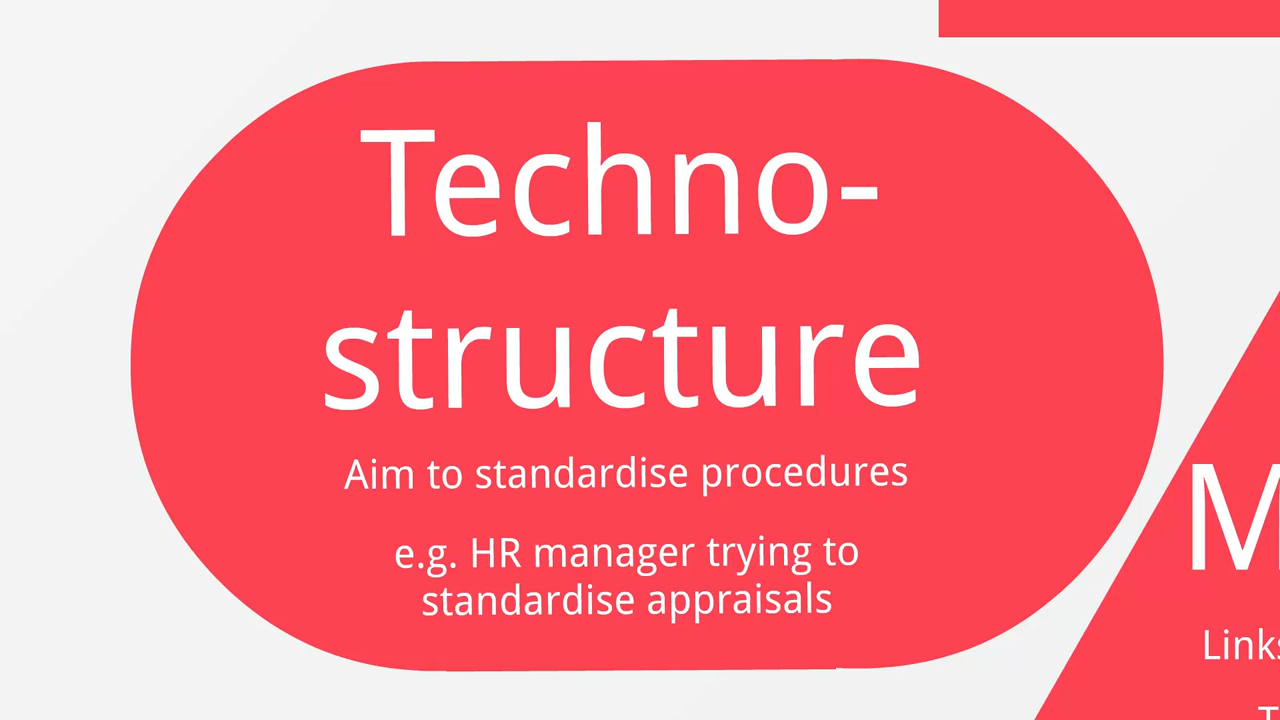 Techno-
structure
Aim to standardise procedures
e.g. HR manager trying to
standardise appraisals
M
Links